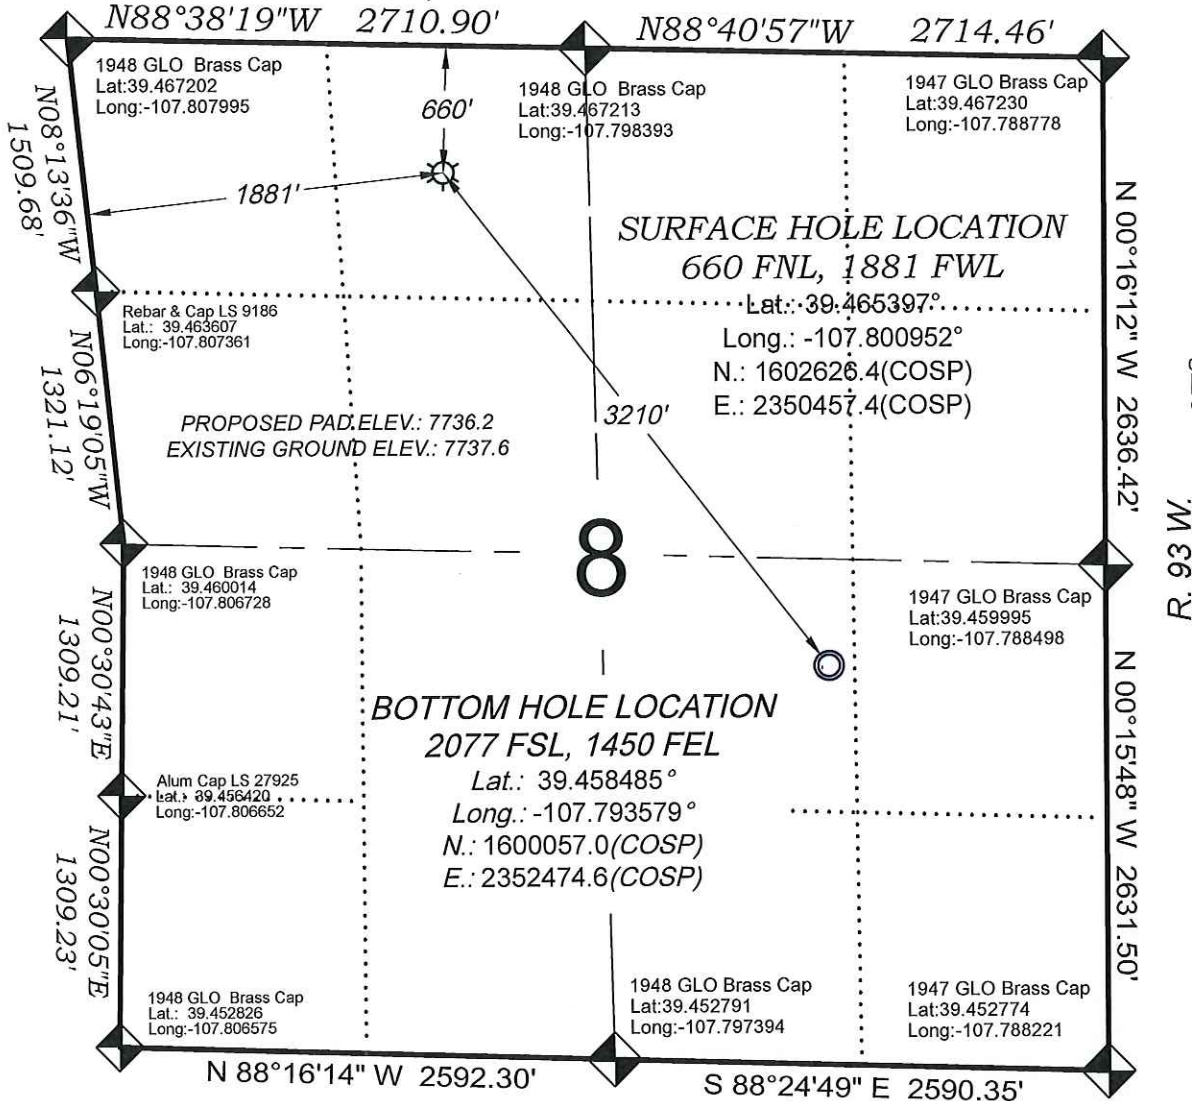 N88°38'19"W 2710.90'
N88°40'57"W 2714.46'
1948 GLO Brass Cap
Lat:39.467202
Long:-107.807995
660'
1948 GLO Brass Cap
Lat:39.467213
Long:-107.798393
1947 GLO Brass Cap
Lat:39.467230
Long:-107.788778
N08°13'36"W
1509.68'
1881'
SURFACE HOLE LOCATION
660 FNL, 1881 FWL
Lat.: 39.465397°
Long.: -107.800952°
N.: 1602626.4(COSP)
E.: 2350457.4(COSP)
N 00°16'12" W 2636.42'
Rebar & Cap LS 9186
Lat.: 39.463607
Long:-107.807361
N06°19'05"W
1321.12'
PROPOSED PAD ELEV.: 7736.2
EXISTING GROUND ELEV.: 7737.6
3210'
R. 93 W.
8
1948 GLO Brass Cap
Lat.: 39.460014
Long:-107.806728
1947 GLO Brass Cap
Lat:39.459995
Long:-107.788498
N00°30'43"E
1309.21'
BOTTOM HOLE LOCATION
2077 FSL, 1450 FEL
Lat.: 39.458485°
Long.: -107.793579°
N.: 1600057.0(COSP)
E.: 2352474.6(COSP)
N 00°15'48" W 2631.50'
Alum Cap LS 27925
Lat.: 39.456420
Long:-107.806652
N00°30'05"E
1309.23'
1948 GLO Brass Cap
Lat.: 39.452826
Long:-107.806575
1948 GLO Brass Cap
Lat:39.452791
Long:-107.797394
1947 GLO Brass Cap
Lat:39.452774
Long:-107.788221
N 88°16'14" W 2592.30'
S 88°24'49" E 2590.35'